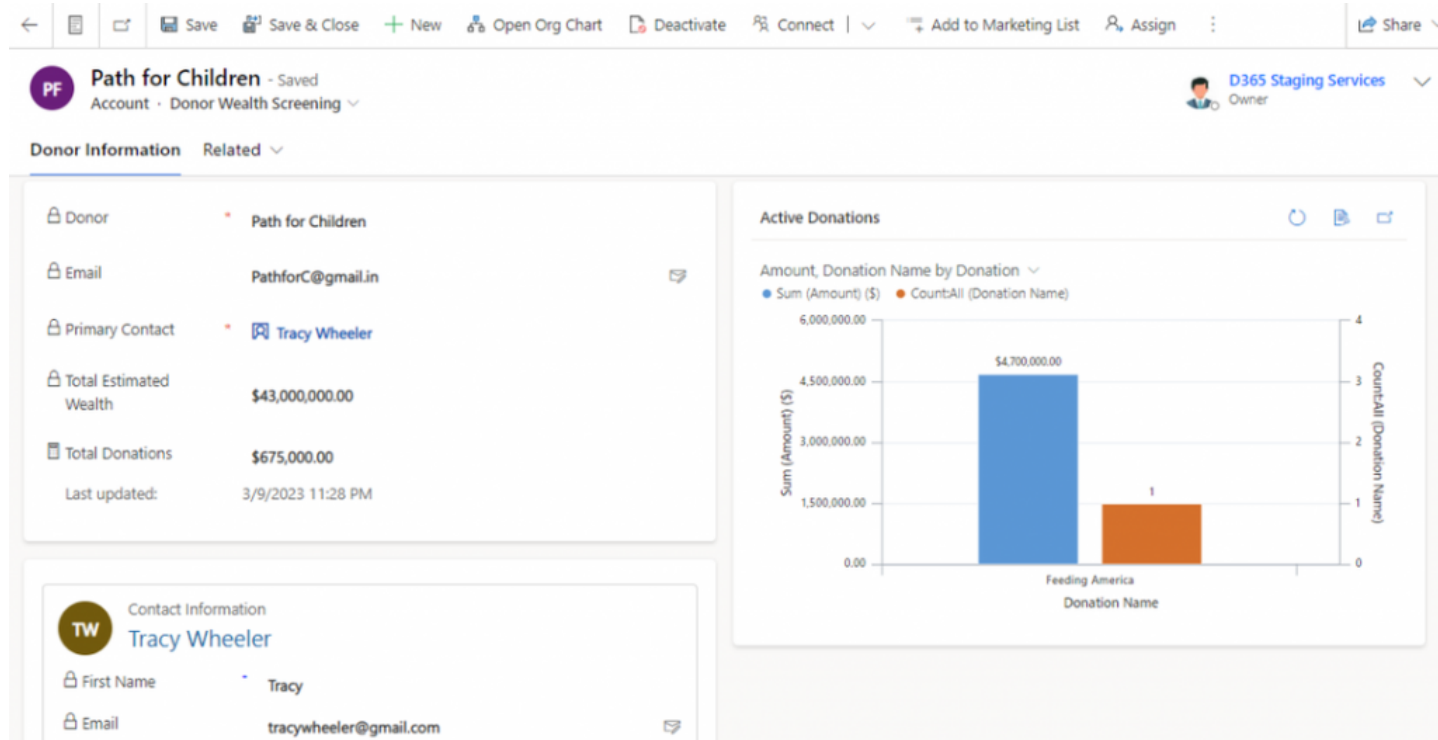 Save Save & Close New Open Org Chart Deactivate Connect Add to Marketing List Assign Share
PF Path for Children - Saved
Account · Donor Wealth Screening
D365 Staging Services
Owner
Donor Information Related
Donor * Path for Children
Email PathforC@gmail.in
Primary Contact * Tracy Wheeler
Total Estimated
Wealth
$43,000,000.00
Total Donations $675,000.00
Last updated: 3/9/2023 11:28 PM
Contact Information
TW Tracy Wheeler
First Name Tracy
Email tracywheeler@gmail.com
Active Donations
Amount, Donation Name by Donation
Sum (Amount) ($) Count:All (Donation Name)
6,000,000.00 4
$4,700,000.00
4,500,000.00 3
3,000,000.00 2
1
1,500,000.00 1
0.00 0
Sum (Amount) ($)
Count:All (Donation Name)
Feeding America
Donation Name